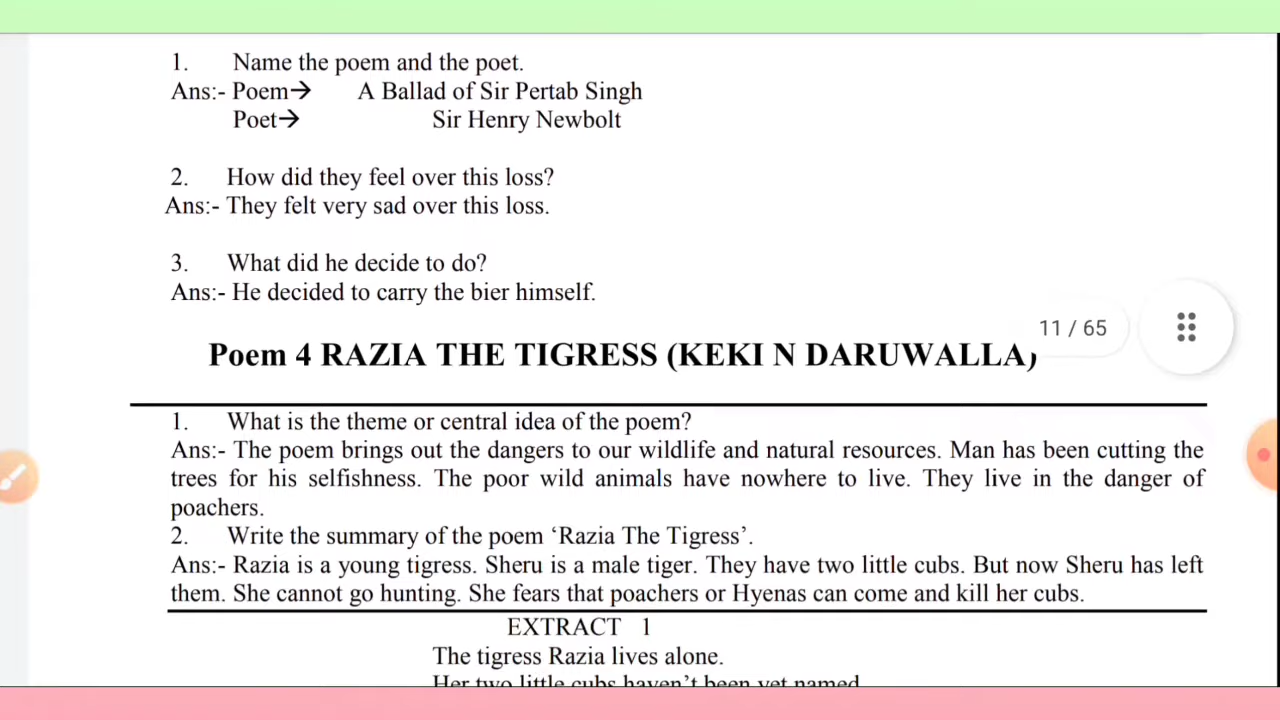 1. Name the poem and the poet.
Ans:- Poem→ A Ballad of Sir Pertab Singh
Poet→ Sir Henry Newbolt
2. How did they feel over this loss?
Ans:- They felt very sad over this loss.
3. What did he decide to do?
Ans:- He decided to carry the bier himself.
11 / 65
Poem 4 RAZIA THE TIGRESS (KEKI N DARUWALLA)
1. What is the theme or central idea of the poem?
Ans:- The poem brings out the dangers to our wildlife and natural resources. Man has been cutting the
trees for his selfishness. The poor wild animals have nowhere to live. They live in the danger of
poachers.
2. Write the summary of the poem ‘Razia The Tigress’.
Ans:- Razia is a young tigress. Sheru is a male tiger. They have two little cubs. But now Sheru has left
them. She cannot go hunting. She fears that poachers or Hyenas can come and kill her cubs.
EXTRACT 1
The tigress Razia lives alone.
Her two little cubs haven’t been yet named